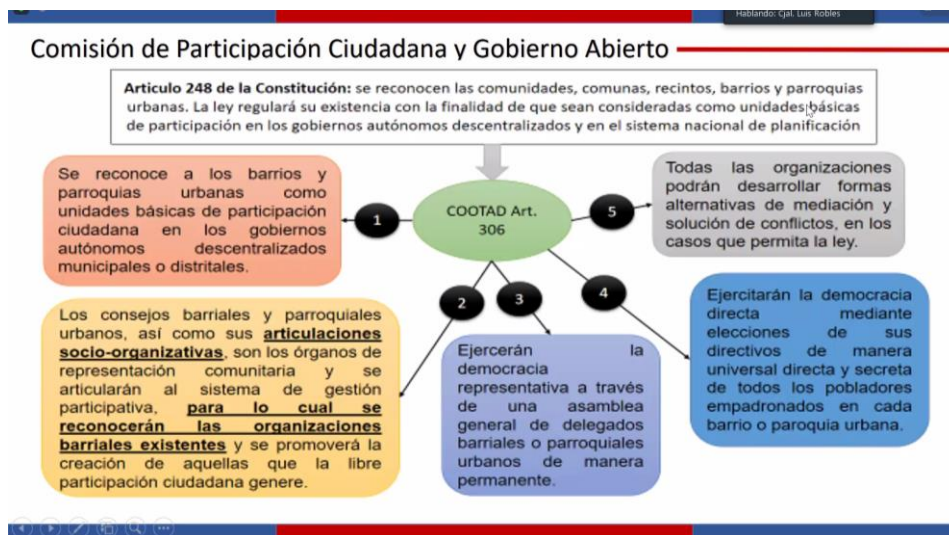 Hablando: Cjal. Luis Robles
Comisión de Participación Ciudadana y Gobierno Abierto
Articulo 248 de la Constitución: se reconocen las comunidades, comunas, recintos, barrios y parroquias
urbanas. La ley regulará su existencia con la finalidad de que sean consideradas como unidades básicas
de participación en los gobiernos autónomos descentralizados y en el sistema nacional de planificación
COOTAD Art.
306
1
Se reconoce a los barrios y
parroquias urbanas como
unidades básicas de participación
ciudadana en los gobiernos
autónomos descentralizados
municipales o distritales.
2
Los consejos barriales y parroquiales
urbanos, así como sus articulaciones
socio-organizativas, son los órganos de
representación comunitaria y se
articularán al sistema de gestión
participativa, para lo cual se
reconocerán las organizaciones
barriales existentes y se promoverá la
creación de aquellas que la libre
participación ciudadana genere.
3
Ejercerán la
democracia
representativa a través
de una asamblea
general de delegados
barriales o parroquiales
urbanos de manera
permanente.
4
Ejercitarán la democracia
directa mediante
elecciones de sus
directivos de manera
universal directa y secreta
de todos los pobladores
empadronados en cada
barrio o paroquia urbana.
5
Todas las organizaciones
podrán desarrollar formas
alternativas de mediación y
solución de conflictos, en los
casos que permita la ley.